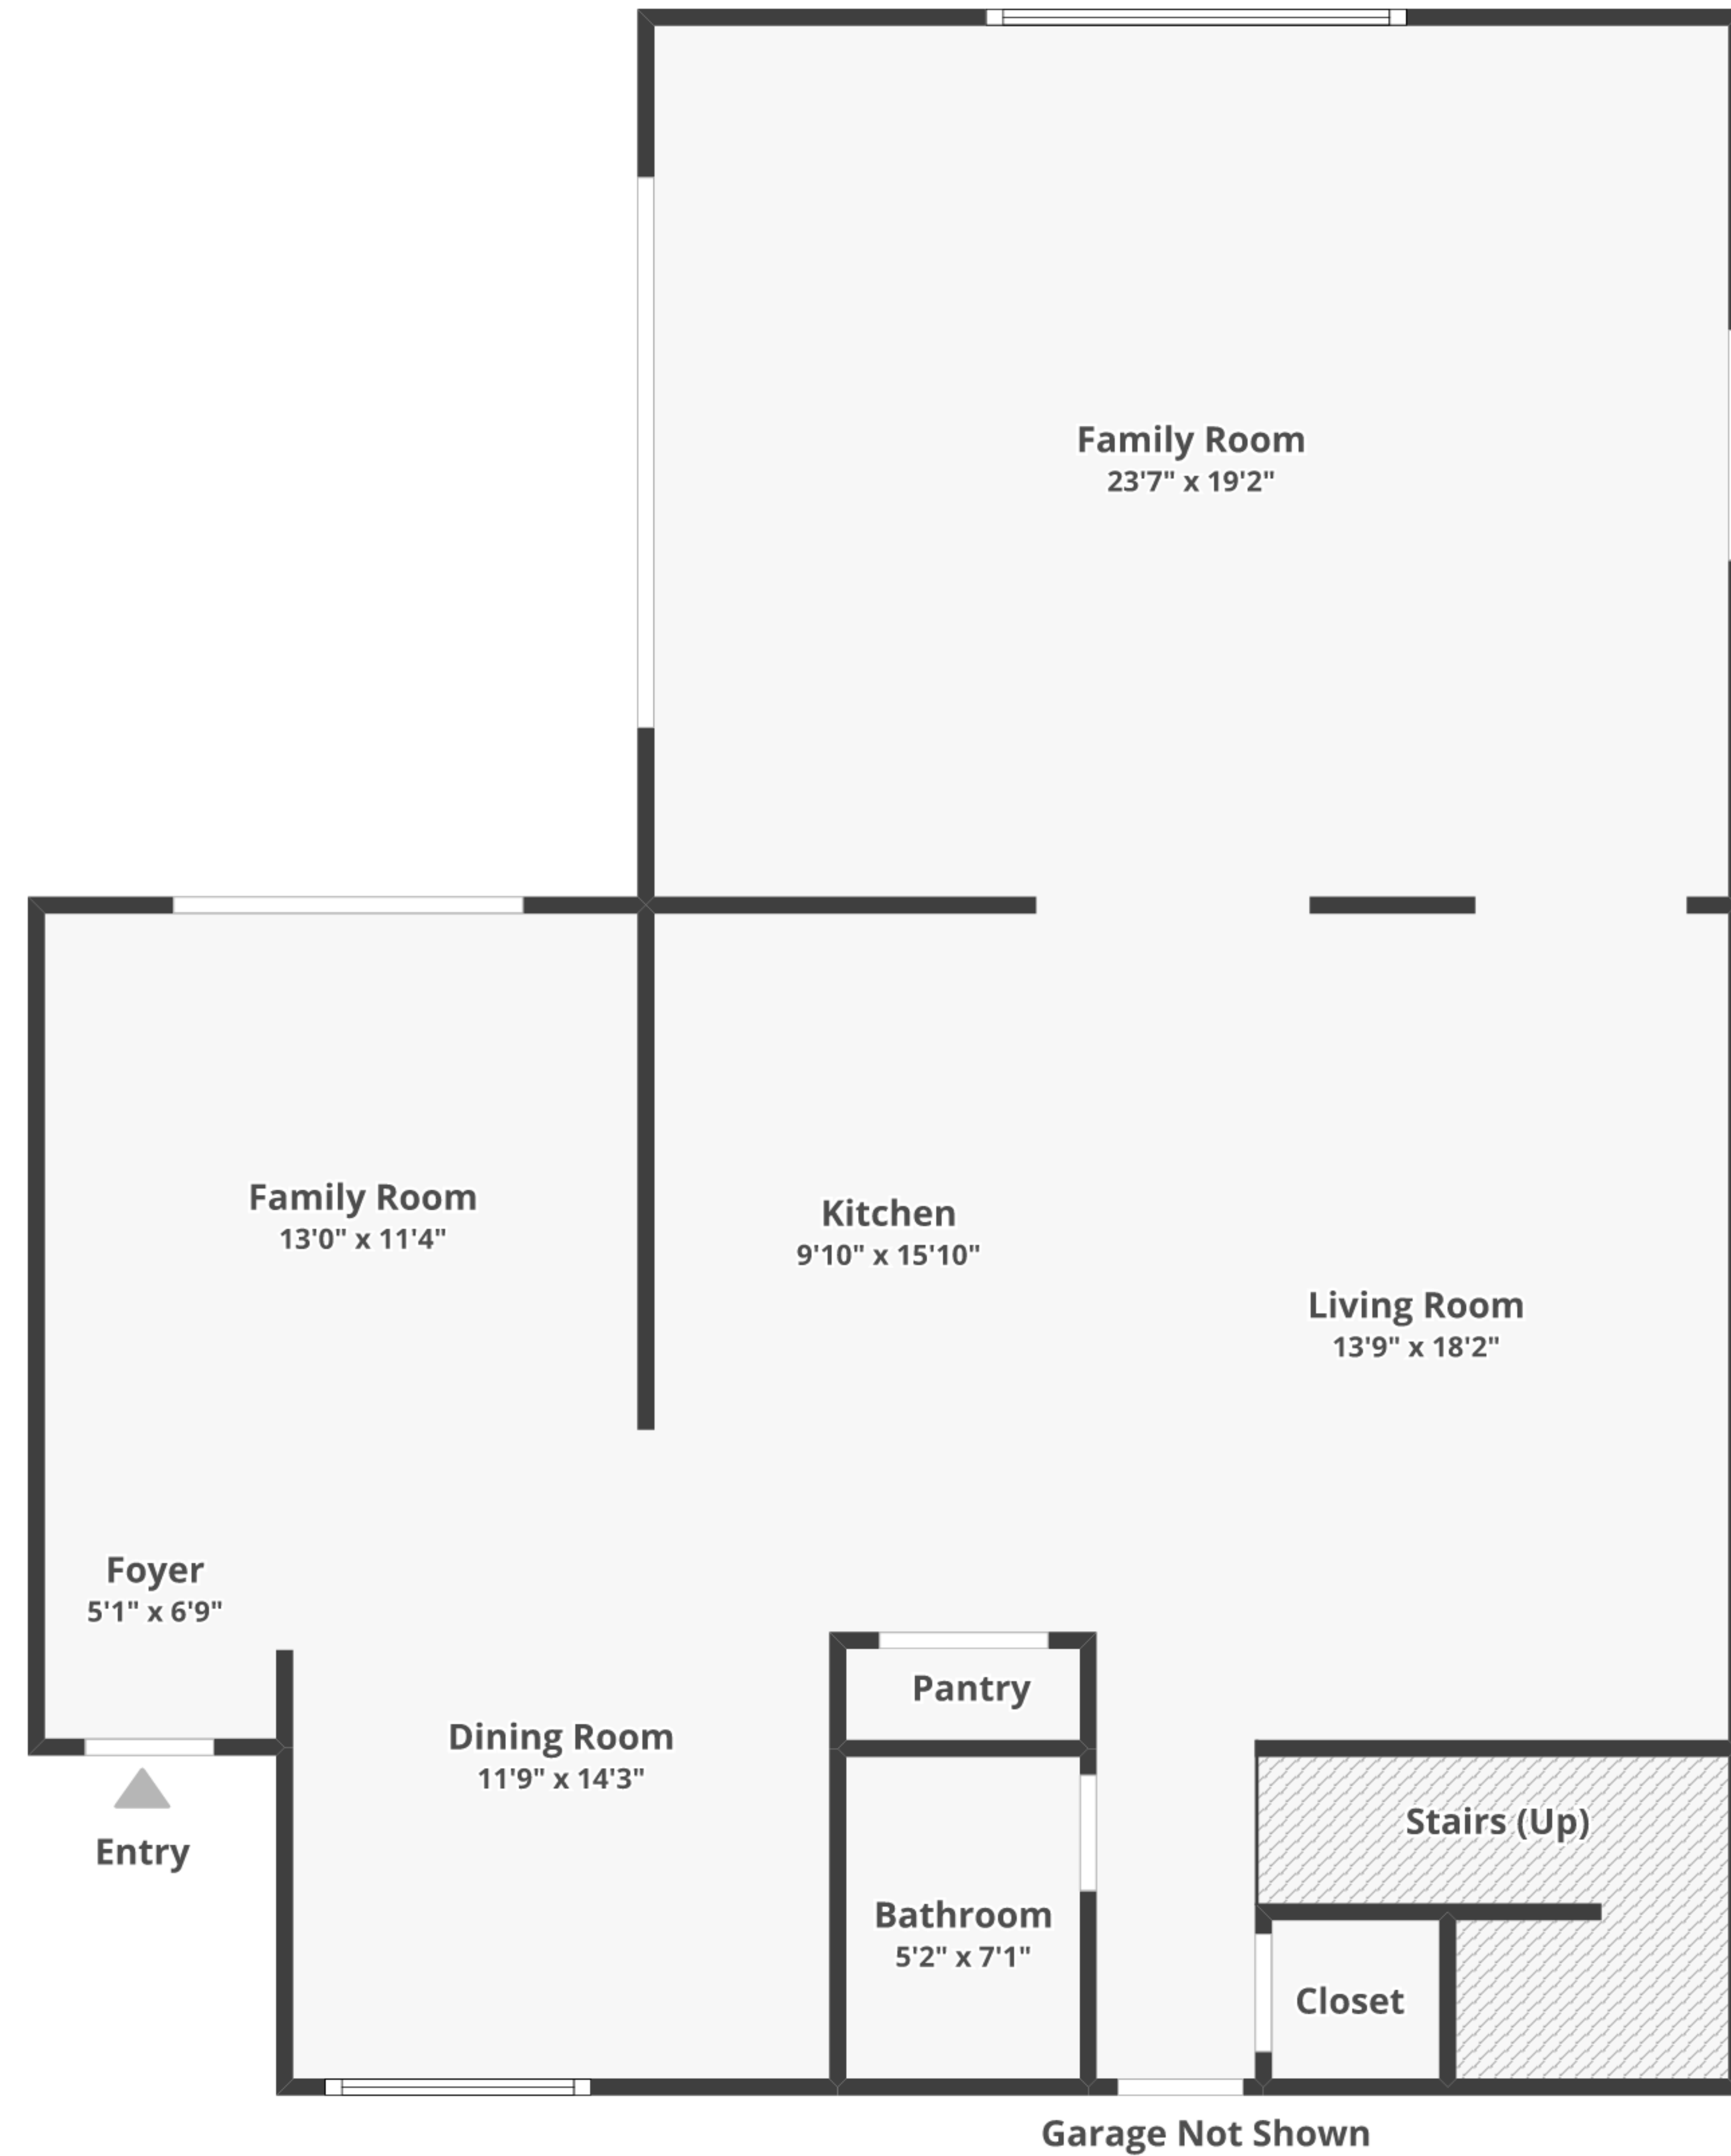 Family Room
23'7" x 19'2"
Family Room
13'0" x 11'4"
Kitchen
9'10" x 15'10"
Living Room
13'9" x 18'2"
Foyer
5'1" x 6'9"
Pantry
Dining Room
11'9" x 14'3"
Stairs (Up)
Entry
Bathroom
5'2" x 7'1"
Closet
Garage Not Shown